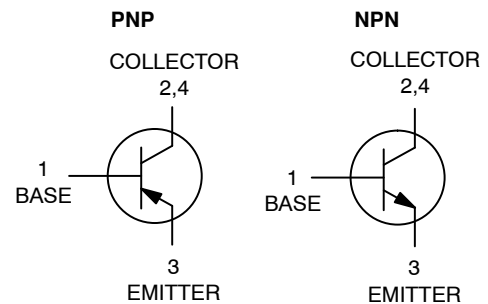 PNP
COLLECTOR
2,4
1
BASE
3
EMITTER
NPN
COLLECTOR
2,4
1
BASE
3
EMITTER